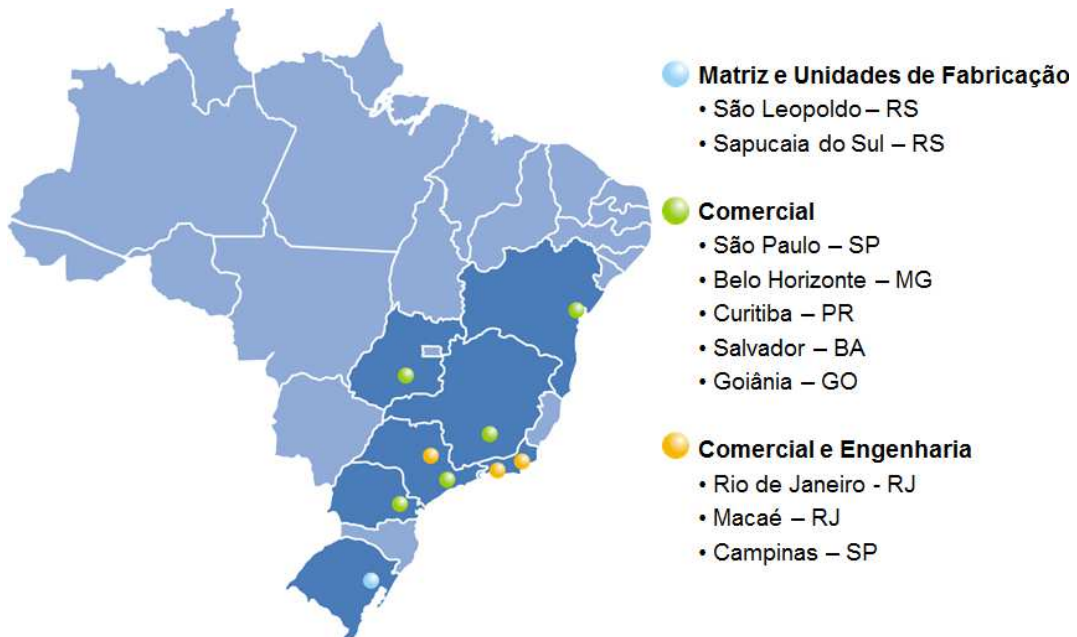 Matriz e Unidades de Fabricação
• São Leopoldo – RS
• Sapucaia do Sul – RS
Comercial
• São Paulo – SP
• Belo Horizonte – MG
• Curitiba – PR
• Salvador – BA
• Goiânia – GO
Comercial e Engenharia
• Rio de Janeiro - RJ
• Macaé – RJ
• Campinas – SP